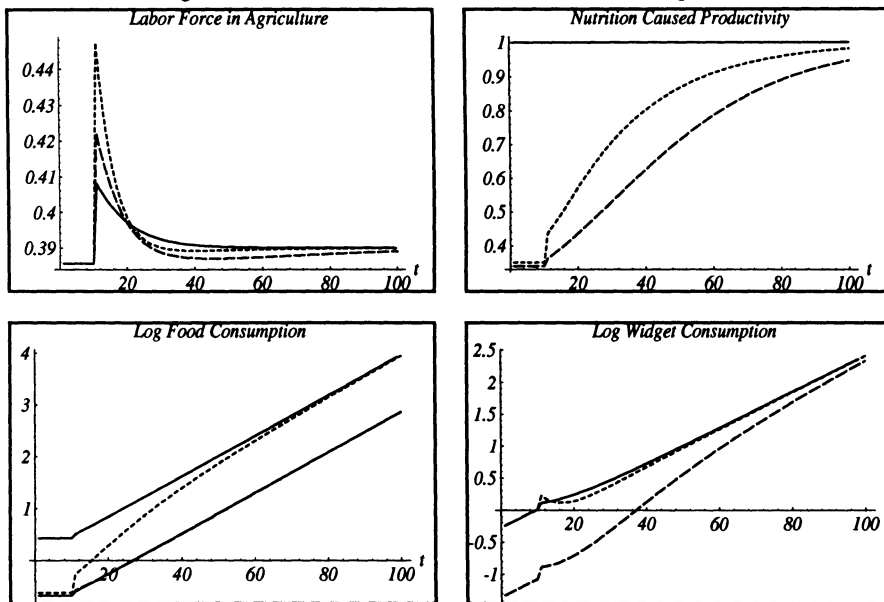 Labor Force in Agriculture
0.44
0.43
0.42
0.41
0.4
0.39
20 40 60 80 100
t
Nutrition Caused Productivity
1
0.9
0.8
0.7
0.6
0.5
0.4
20 40 60 80 100
t
Log Food Consumption
4
3
2
1
20 40 60 80 100
Log Widget Consumption
2.5
2
1.5
1
0.5
-0.5
-1
20 40 60 80 100